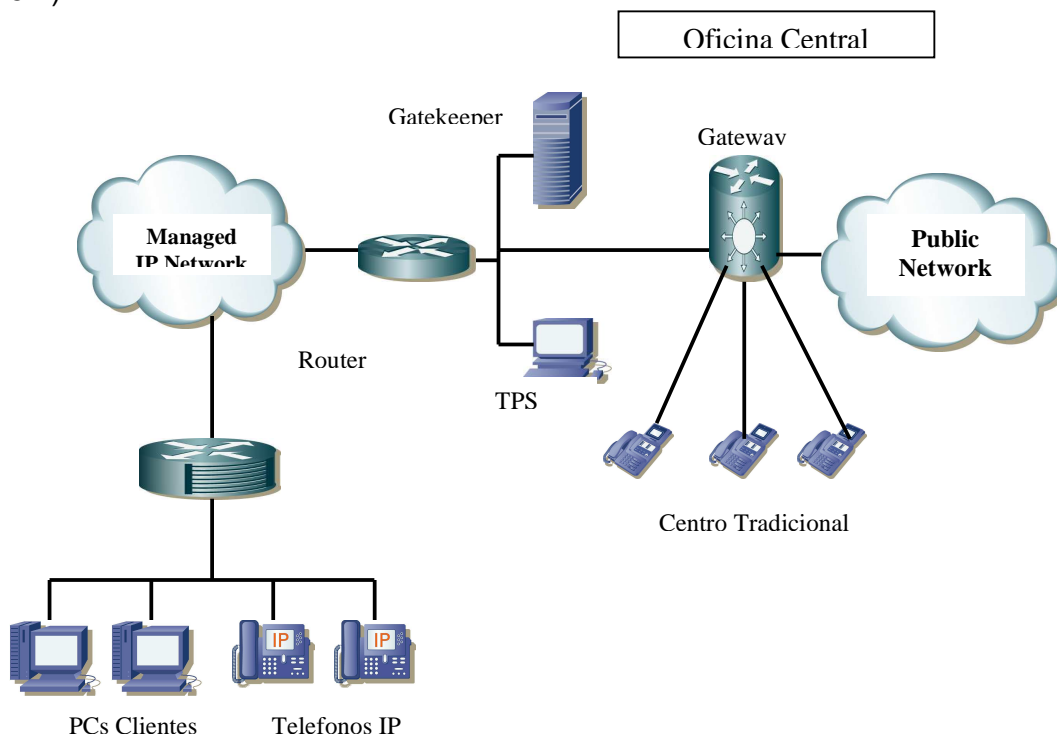 Oficina Central
Gatekeeper
Gateway
Managed
IP Network
Public
Network
Router
TPS
Centro Tradicional
IP
IP
PCs Clientes
Telefonos IP